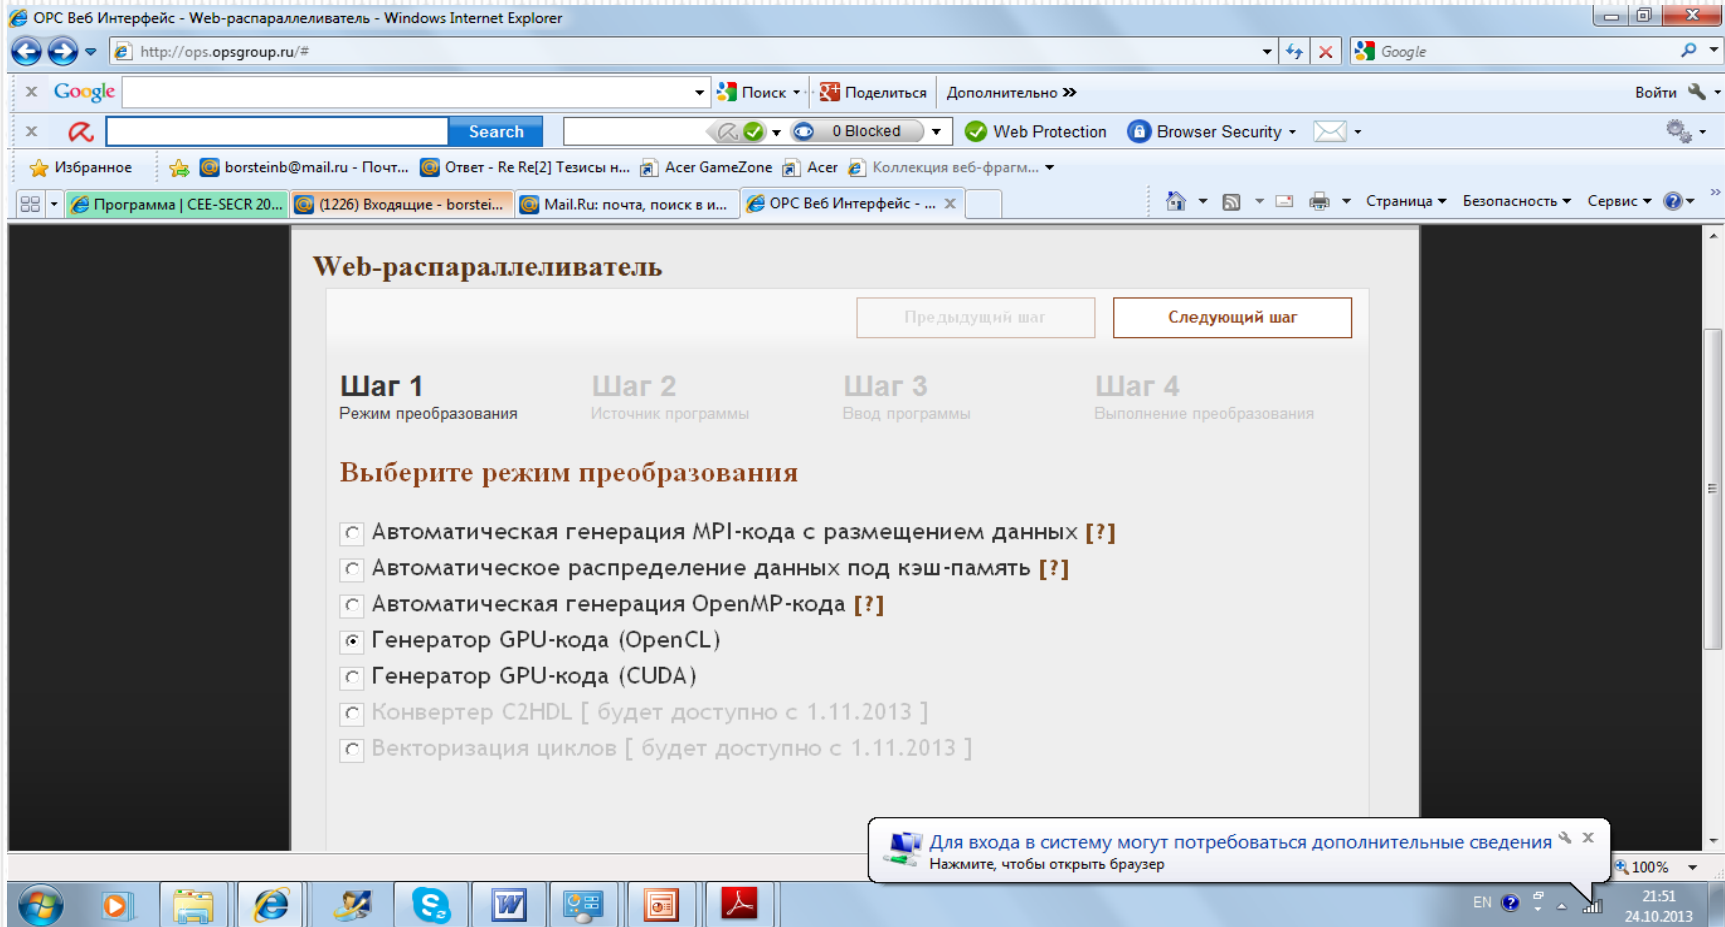 ОРС Веб Интерфейс - Web-распараллеливатель - Windows Internet Explorer
http://ops.opsgroup.ru/#
Google
x Google Поиск Поделиться Дополнительно Войти
x Search 0 Blocked Web Protection Browser Security
Избранное borsteinb@mail.ru - Почт... Ответ - Re Re[2] Тезисы н... Acer GameZone Acer Коллекция веб-фрагм...
Программа | CEE-SECR 20... (1226) Входящие - borstei... Mail.Ru: почта, поиск в и... ОРС Веб Интерфейс - ... x Страница Безопасность Сервис
Web-распараллеливатель
Предыдущий шаг Следующий шаг
Шаг 1 Шаг 2 Шаг 3 Шаг 4
Режим преобразования Источник программы Ввод программы Выполнение преобразования
Выберите режим преобразования
Автоматическая генерация MPI-кода с размещением данных [?]
Автоматическое распределение данных под кэш-память [?]
Автоматическая генерация OpenMP-кода [?]
Генератор GPU-кода (OpenCL)
Генератор GPU-кода (CUDA)
Конвертер C2HDL [ будет доступно с 1.11.2013 ]
Векторизация циклов [ будет доступно с 1.11.2013 ]
Для входа в систему могут потребоваться дополнительные сведения
Нажмите, чтобы открыть браузер
100%
EN 21:51
24.10.2013